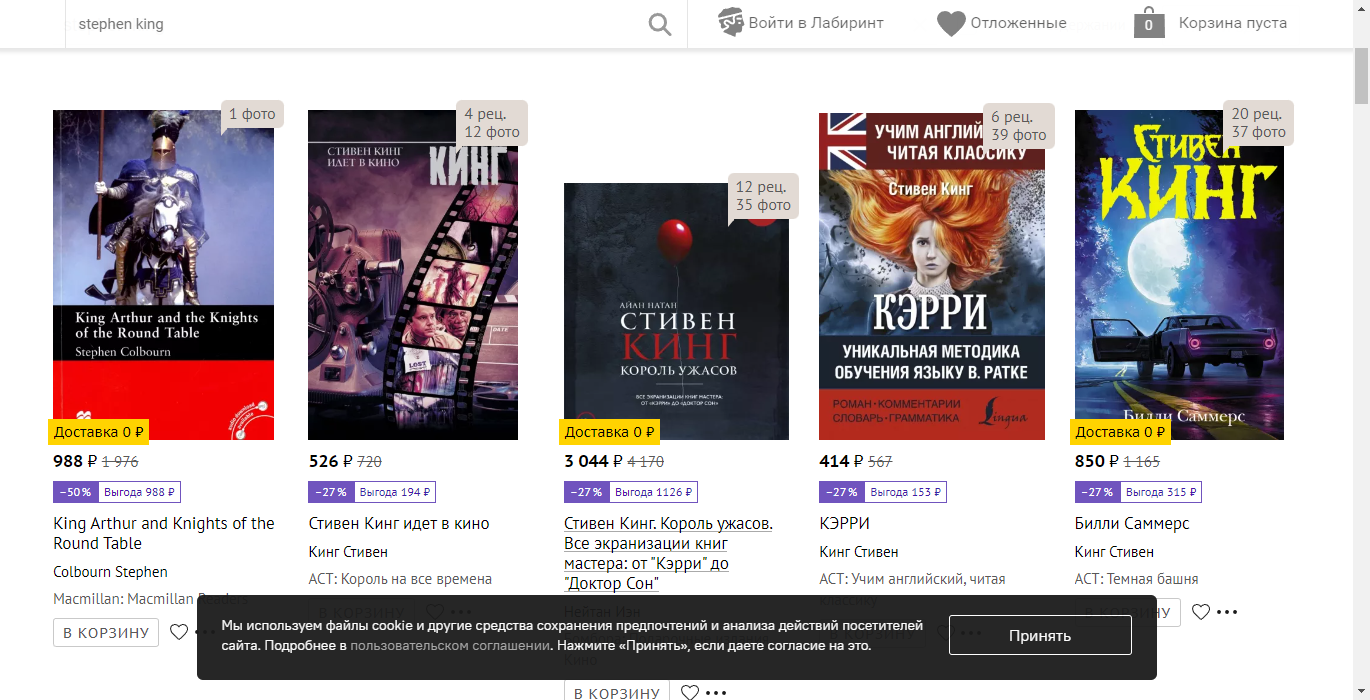 stephen king
Войти в Лабиринт
Отложенные
0
Корзина пуста
1 фото
King Arthur and the Knights
of the Round Table
Stephen Colbourn
Доставка 0 ₽
988 ₽ 1 976
–50% Выгода 988 ₽
King Arthur and Knights of the
Round Table
Colbourn Stephen
Macmillan: Macmillan Readers
В КОРЗИНУ
4 рец.
12 фото
СТИВЕН КИНГ
ИДЕТ В КИНО
КИНГ
DATE
LOST
526 ₽ 720
–27% Выгода 194 ₽
Стивен Кинг идет в кино
Кинг Стивен
АСТ: Король на все времена
В КОРЗИНУ
12 рец.
35 фото
АЙАН НАТАН
СТИВЕН
КИНГ
КОРОЛЬ УЖАСОВ
ВСЕ ЭКРАНИЗАЦИИ КНИГ МАСТЕРА:
ОТ «КЭРРИ» ДО «ДОКТОР СОН»
Доставка 0 ₽
3 044 ₽ 4 170
–27% Выгода 1126 ₽
Стивен Кинг. Король ужасов.
Все экранизации книг
мастера: от "Кэрри" до
"Доктор Сон"
Нейтан Иэн
Кино
В КОРЗИНУ
6 рец.
39 фото
УЧИМ АНГЛИЙ
ЧИТАЯ КЛАССИКУ
Стивен Кинг
КЭРРИ
УНИКАЛЬНАЯ МЕТОДИКА
ОБУЧЕНИЯ ЯЗЫКУ В. РАТКЕ
РОМАН • КОММЕНТАРИИ
СЛОВАРЬ • ГРАММАТИКА
Lingua
414 ₽ 567
–27% Выгода 153 ₽
КЭРРИ
Кинг Стивен
АСТ: Учим английский, читая
классику
В КОРЗИНУ
20 рец.
37 фото
СТИВЕН
КИНГ
Билли Саммерс
Доставка 0 ₽
850 ₽ 1 165
–27% Выгода 315 ₽
Билли Саммерс
Кинг Стивен
АСТ: Темная башня
В КОРЗИНУ
Мы используем файлы cookie и другие средства сохранения предпочтений и анализа действий посетителей
сайта. Подробнее в пользовательском соглашении. Нажмите «Принять», если даете согласие на это.
Принять